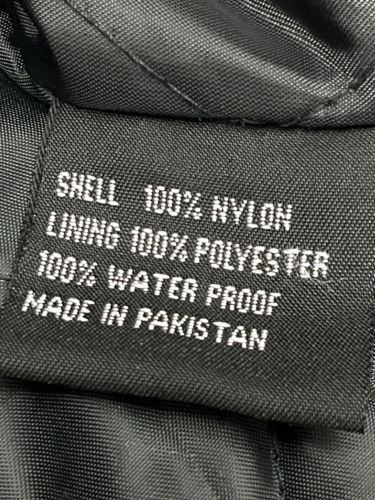 SHELL 100% NYLON
LINING 100% POLYESTER
100% WATER PROOF
MADE IN PAKISTAN